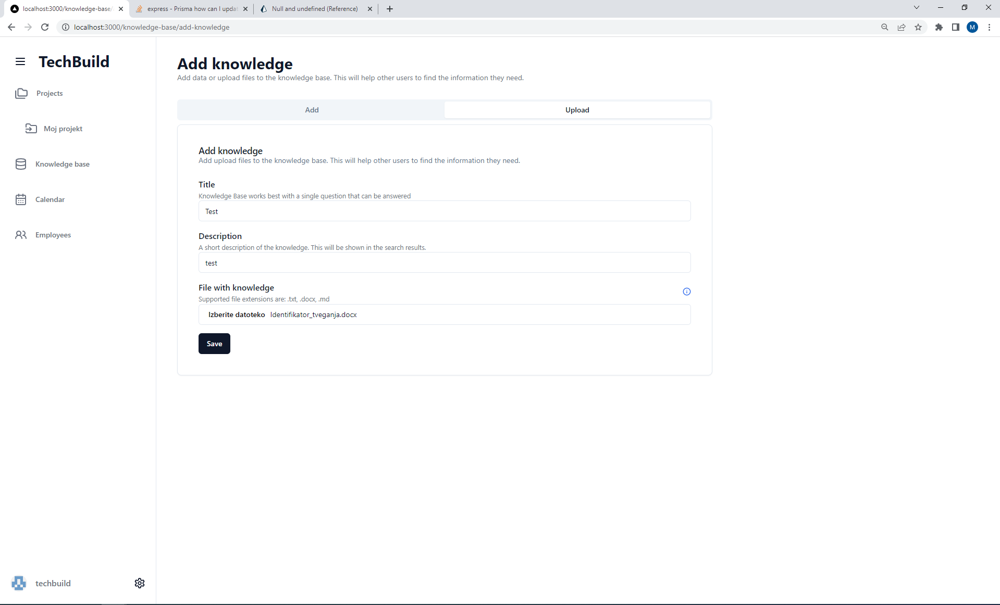 localhost:3000/knowledge-base/
express - Prisma how can I updat
Null and undefined (Reference)
localhost:3000/knowledge-base/add-knowledge
M
TechBuild
Projects
Moj projekt
Knowledge base
Calendar
Employees
techbuild
Add knowledge
Add data or upload files to the knowledge base. This will help other users to find the information they need.
Add
Upload
Add knowledge
Add upload files to the knowledge base. This will help other users to find the information they need.
Title
Knowledge Base works best with a single question that can be answered
Test
Description
A short description of the knowledge. This will be shown in the search results.
test
File with knowledge
Supported file extensions are: .txt, .docx, .md
Izberite datoteko Identifikator_tveganja.docx
Save